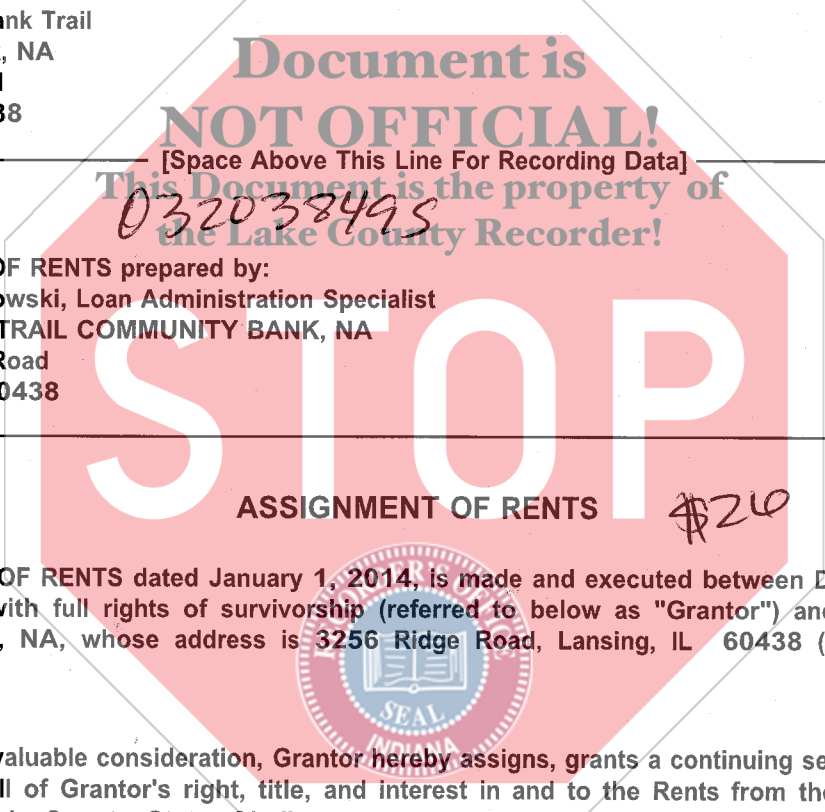 ank Trail
, NA
38
Document is
NOT OFFICIAL!
[Space Above This Line For Recording Data]
This Document is the property of
032038495
the Lake County Recorder!
OF RENTS prepared by:
owski, Loan Administration Specialist
TRAIL COMMUNITY BANK, NA
Road
0438
STOP
ASSIGNMENT OF RENTS $26
OF RENTS dated January 1, 2014, is made and executed between D
with full rights of survivorship (referred to below as "Grantor") and
, NA, whose address is 3256 Ridge Road, Lansing, IL 60438 (
RECORDER'S OFFICE
SEAL
INDIANA
valuable consideration, Grantor hereby assigns, grants a continuing se
ll of Grantor's right, title, and interest in and to the Rents from the